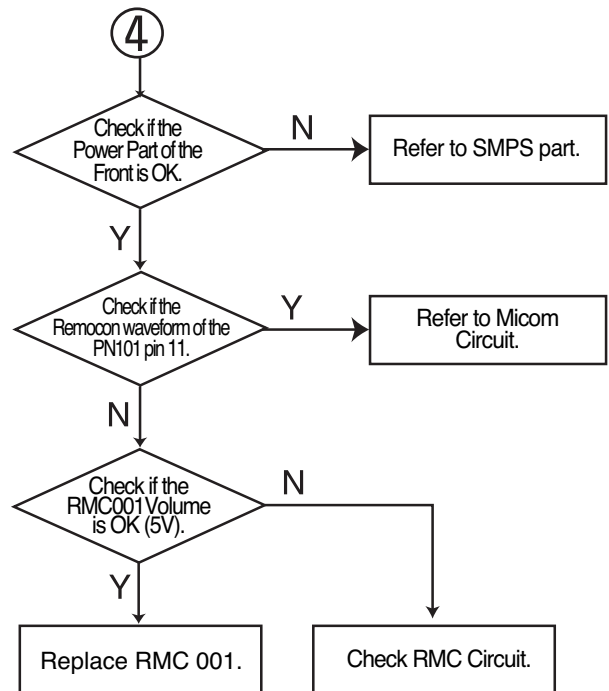 4
Check if the
Power Part of the
Front is OK.
N
Refer to SMPS part.
Y
Check if the
Remocon waveform of the
PN101 pin 11.
Y
Refer to Micom
Circuit.
N
Check if the
RMC001 Volume
is OK (5V).
N
Y
Replace RMC 001.
Check RMC Circuit.